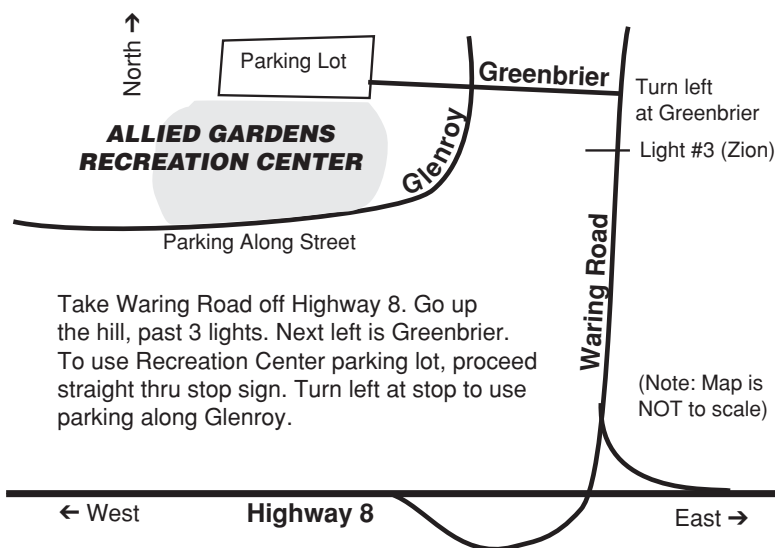 North →
Parking Lot
Greenbrier
Turn left
at Greenbrier
ALLIED GARDENS
RECREATION CENTER
Glenroy
Light #3 (Zion)
Parking Along Street
Waring Road
Take Waring Road off Highway 8. Go up
the hill, past 3 lights. Next left is Greenbrier.
To use Recreation Center parking lot, proceed
straight thru stop sign. Turn left at stop to use
parking along Glenroy.
(Note: Map is
NOT to scale)
← West
Highway 8
East →